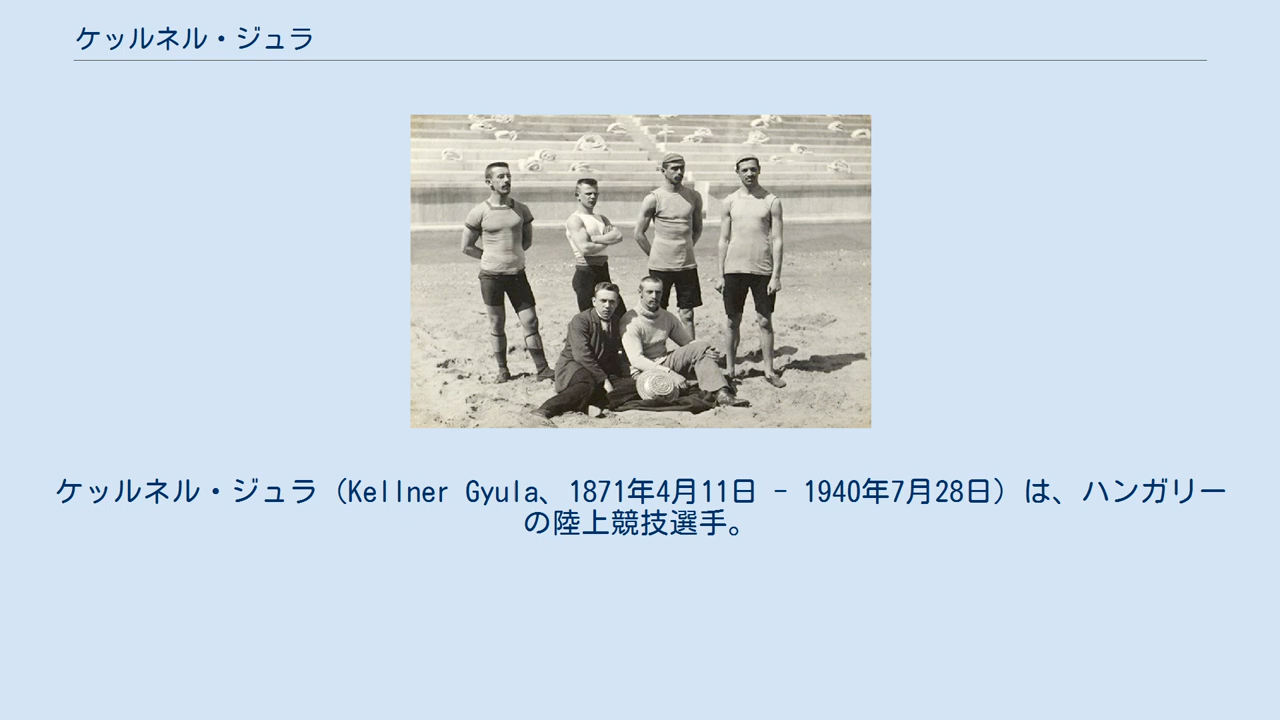 ケッルネル・ジュラ
ケッルネル・ジュラ（Kellner Gyula、1871年4月11日 - 1940年7月28日）は、ハンガリー
の陸上競技選手。